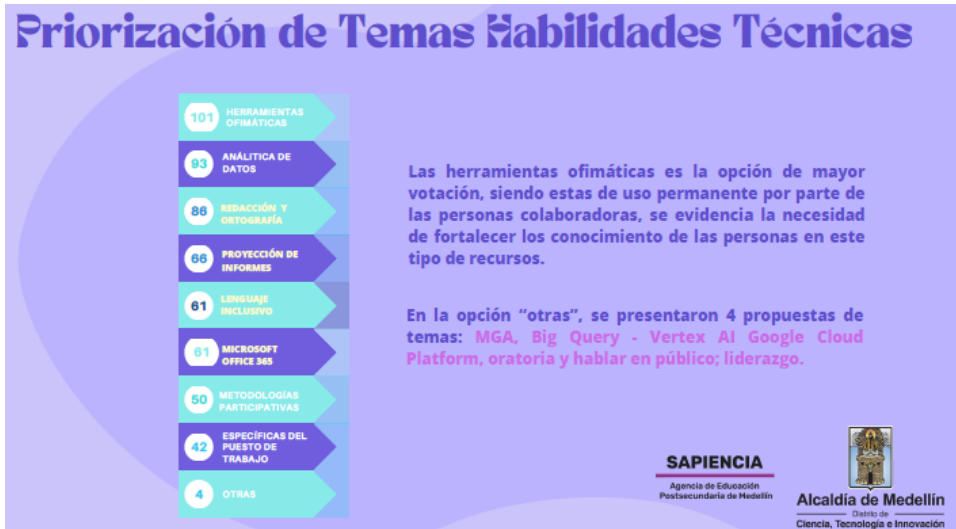 Priorización de Temas Habilidades Técnicas
101 HERRAMIENTAS
OFIMÁTICAS
93 ANÁLITICA DE
DATOS
86 REDACCIÓN Y
ORTOGRAFÍA
66 PROYECCIÓN DE
INFORMES
61 LENGUAJE
INCLUSIVO
61 MICROSOFT
OFFICE 365
50 METODOLOGÍAS
PARTICIPATIVAS
42 ESPECÍFICAS DEL
PUESTO DE
TRABAJO
4 OTRAS
Las herramientas ofimáticas es la opción de mayor
votación, siendo estas de uso permanente por parte de
las personas colaboradoras, se evidencia la necesidad
de fortalecer los conocimiento de las personas en este
tipo de recursos.
En la opción “otras”, se presentaron 4 propuestas de
temas: MGA, Big Query - Vertex AI Google Cloud
Platform, oratoria y hablar en público; liderazgo.
SAPIENCIA
Agencia de Educación
Postsecundaria de Medellín
Alcaldía de Medellín
Distrito de
Ciencia, Tecnología e Innovación